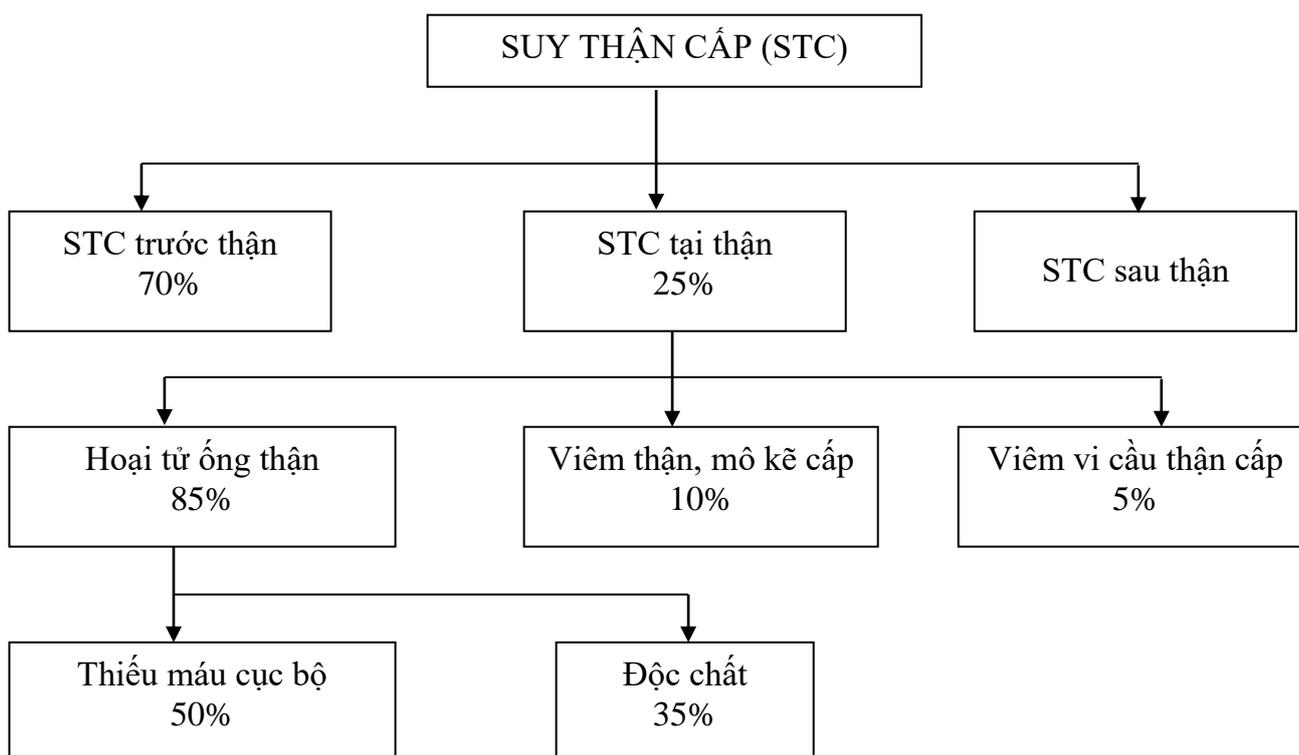 SUY THẬN CẤP (STC)
STC trước thận
70%
STC tại thận
25%
STC sau thận
Hoại tử ống thận
85%
Viêm thận, mô kẽ cấp
10%
Viêm vi cầu thận cấp
5%
Thiếu máu cục bộ
50%
Độc chất
35%